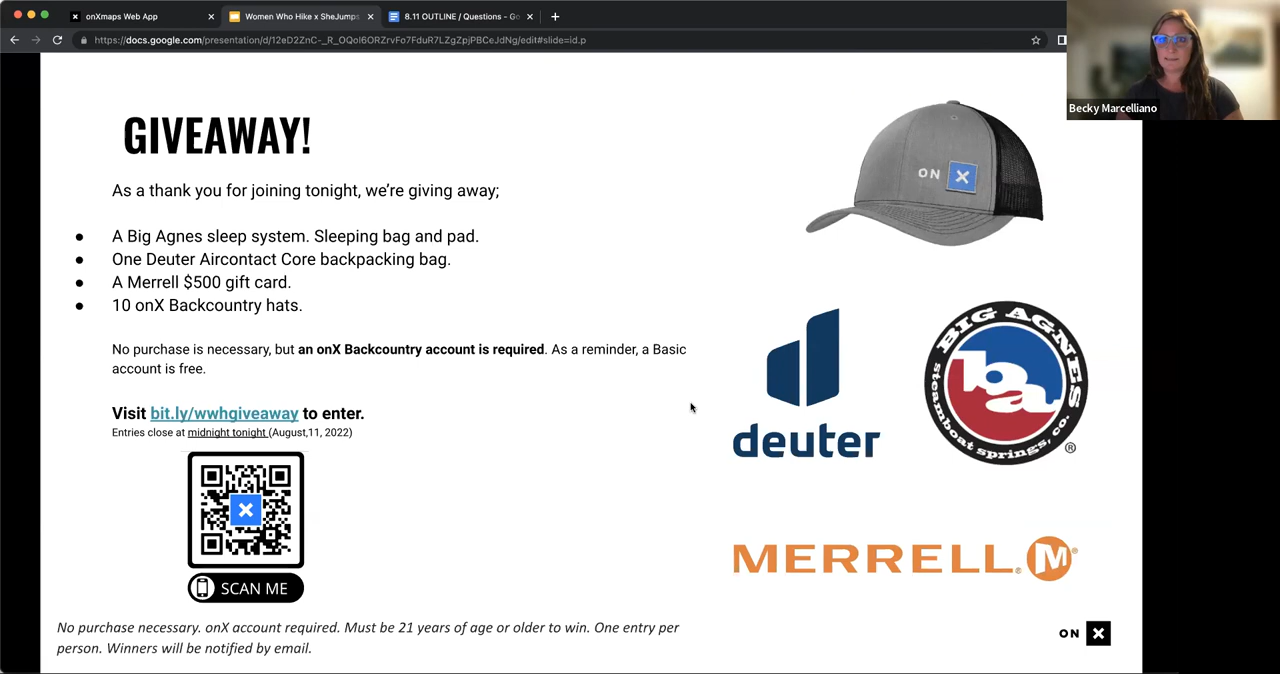 onXmaps Web App
Women Who Hike x SheJumps
8.11 OUTLINE / Questions - Go
https://docs.google.com/presentation/d/12eD2ZnC-_R_OQoI6ORZrvFo7FduR7LZgZpjPBCeJdNg/edit#slide=id.p
Becky Marcelliano
GIVEAWAY!
As a thank you for joining tonight, we’re giving away;
● A Big Agnes sleep system. Sleeping bag and pad.
● One Deuter Aircontact Core backpacking bag.
● A Merrell $500 gift card.
● 10 onX Backcountry hats.
No purchase is necessary, but an onX Backcountry account is required. As a reminder, a Basic
account is free.
Visit bit.ly/wwhgiveaway to enter.
Entries close at midnight tonight (August,11, 2022)
SCAN ME
No purchase necessary. onX account required. Must be 21 years of age or older to win. One entry per
person. Winners will be notified by email.
ON X
deuter
BIG AGNES
ba
steamboat springs, co.
®
MERRELL® M®
ON X